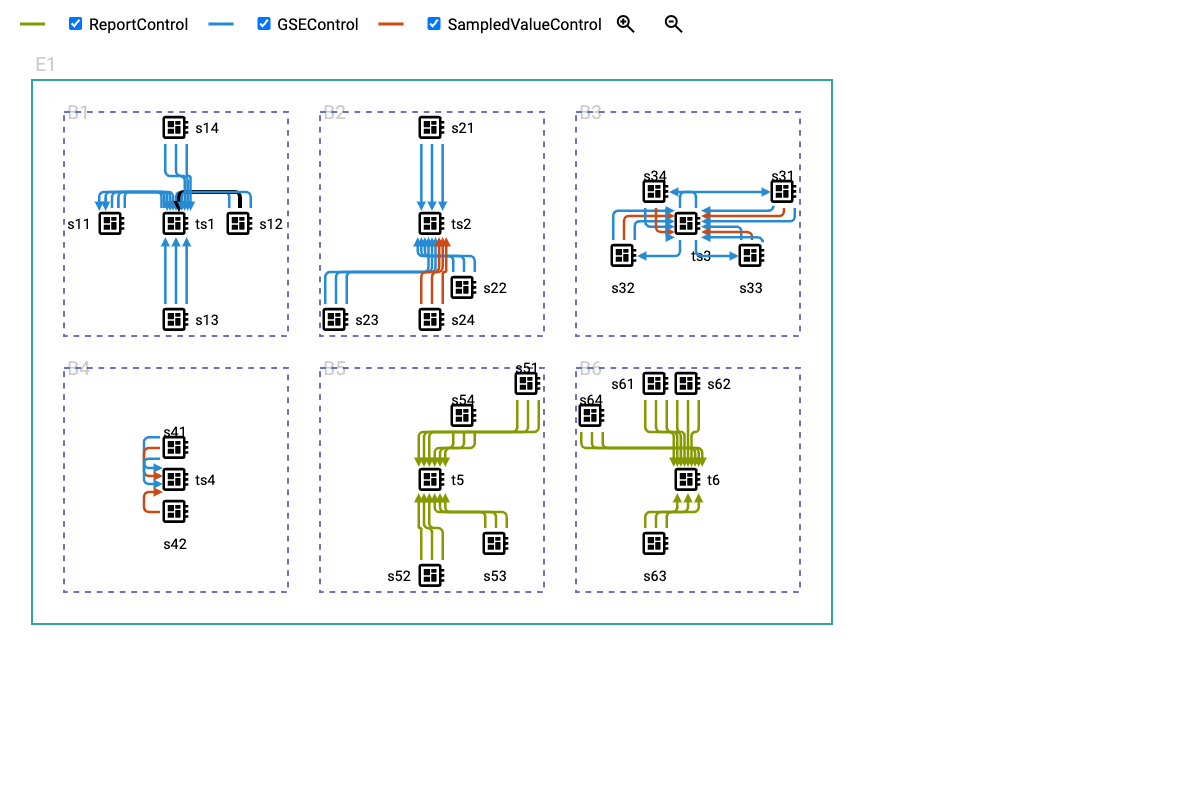 ReportControl GSEControl SampledValueControl
E1
B1 B2 B3
s14 s21
s34 s31
s11 ts1 s12 ts2
ts3
s22 s32 s33
s13 s23 s24
B4 B5 s51 B6
s61 s62
s54 s64
s41
ts4 t5 t6
s42
s52 s53 s63